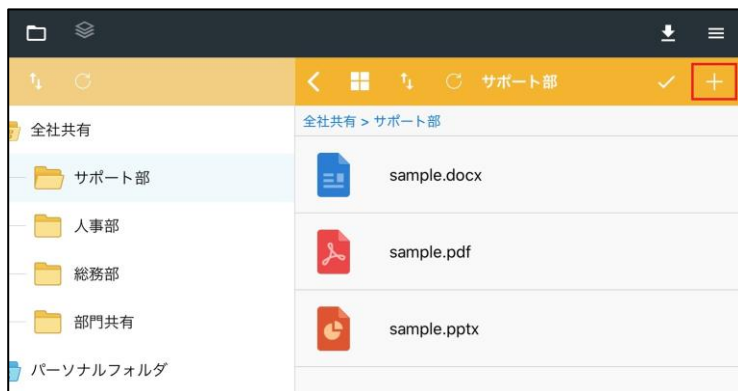 サポート部
全社共有
サポート部
人事部
総務部
部門共有
パーソナルフォルダ
全社共有 > サポート部
sample.docx
sample.pdf
sample.pptx